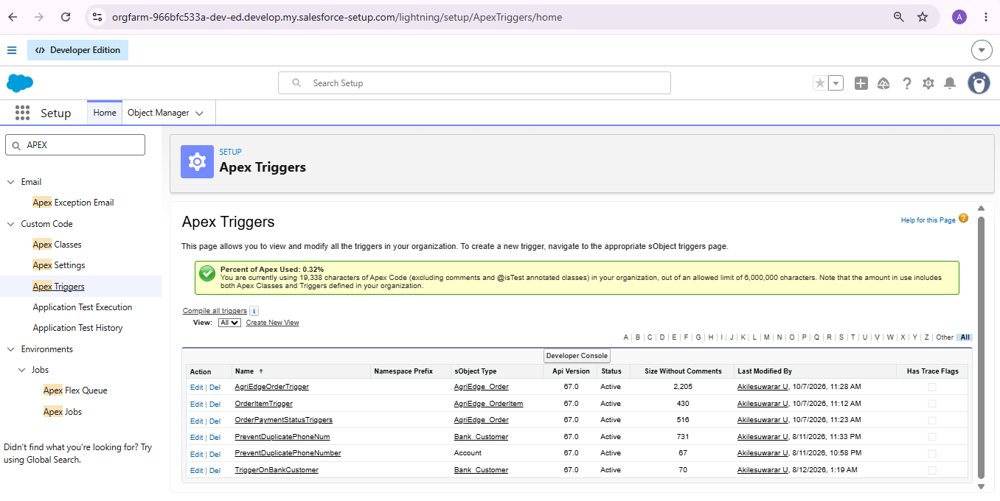 orgfarm-966bfc533a-dev-ed.develop.my.salesforce-setup.com/lightning/setup/ApexTriggers/home
A
Developer Edition
Search Setup
Setup
Home
Object Manager
APEX
Email
Apex Exception Email
Custom Code
Apex Classes
Apex Settings
Apex Triggers
Application Test Execution
Application Test History
Environments
Jobs
Apex Flex Queue
Apex Jobs
Didn't find what you're looking for? Try
using Global Search.
SETUP
Apex Triggers
Apex Triggers
Help for this Page ?
This page allows you to view and modify all the triggers in your organization. To create a new trigger, navigate to the appropriate sObject triggers page.
Percent of Apex Used: 0.32%
You are currently using 19,338 characters of Apex Code (excluding comments and @isTest annotated classes) in your organization, out of an allowed limit of 6,000,000 characters. Note that the amount in use includes
both Apex Classes and Triggers defined in your organization.
Compile all triggers i
View: All Create New View
A | B | C | D | E | F | G | H | I | J | K | L | M | N | O | P | Q | R | S | T | U | V | W | X | Y | Z | Other All
Developer Console
Action Name ↑ Namespace Prefix sObject Type Api Version Status Size Without Comments Last Modified By Has Trace Flags
Edit | Del AgriEdgeOrderTrigger AgriEdge_Order 67.0 Active 2,205 Akilesuwarar U, 10/7/2026, 11:28 AM
Edit | Del OrderItemTrigger AgriEdge_OrderItem 67.0 Active 430 Akilesuwarar U, 10/7/2026, 11:12 AM
Edit | Del OrderPaymentStatusTriggers AgriEdge_Order 67.0 Active 516 Akilesuwarar U, 10/7/2026, 11:23 AM
Edit | Del PreventDuplicatePhoneNum Bank_Customer 67.0 Active 731 Akilesuwarar U, 8/11/2026, 11:33 PM
Edit | Del PreventDuplicatePhoneNumber Account 67.0 Active 67 Akilesuwarar U, 8/11/2026, 10:58 PM
Edit | Del TriggerOnBankCustomer Bank_Customer 67.0 Active 70 Akilesuwarar U, 8/12/2026, 1:19 AM